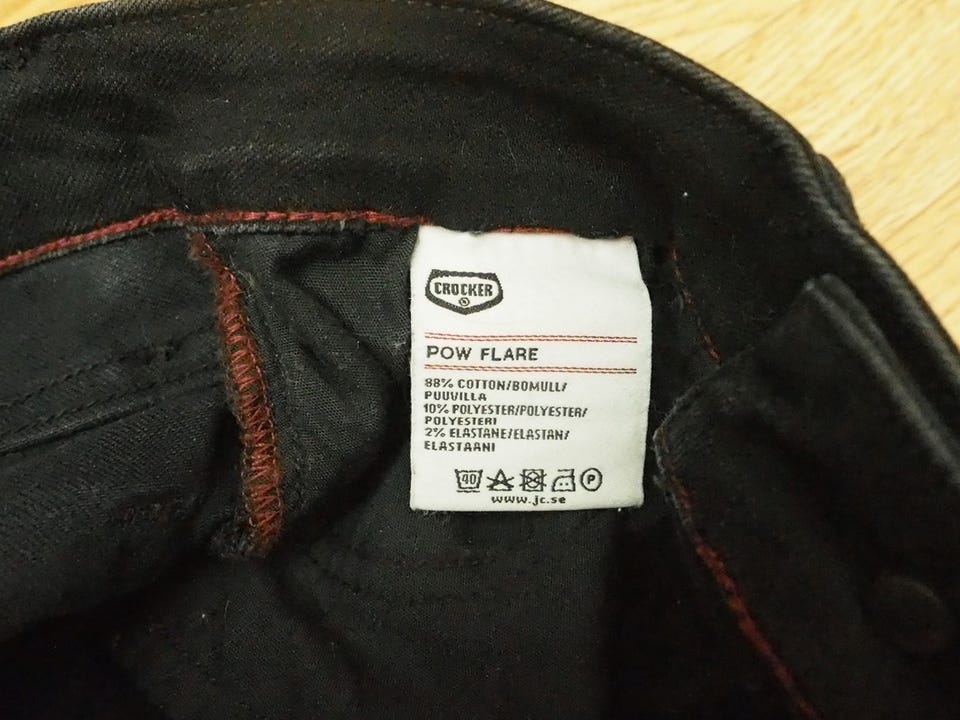 CROCKER
POW FLARE
88% COTTON/BOMULL/
PUUVILLA
10% POLYESTER/POLYESTER/
POLYESTERI
2% ELASTANE/ELASTAN/
ELASTAANI
40 P
www.jc.se